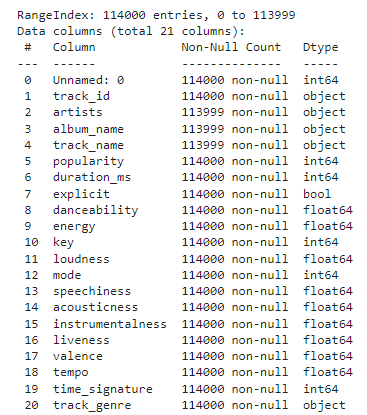 RangeIndex: 114000 entries, 0 to 113999
Data columns (total 21 columns):
 #   Column            Non-Null Count   Dtype
---  ------            --------------   -----
 0   Unnamed: 0        114000 non-null  int64
 1   track_id          114000 non-null  object
 2   artists           113999 non-null  object
 3   album_name        113999 non-null  object
 4   track_name        113999 non-null  object
 5   popularity        114000 non-null  int64
 6   duration_ms       114000 non-null  int64
 7   explicit          114000 non-null  bool
 8   danceability      114000 non-null  float64
 9   energy            114000 non-null  float64
 10  key               114000 non-null  int64
 11  loudness          114000 non-null  float64
 12  mode              114000 non-null  int64
 13  speechiness       114000 non-null  float64
 14  acousticness      114000 non-null  float64
 15  instrumentalness  114000 non-null  float64
 16  liveness          114000 non-null  float64
 17  valence           114000 non-null  float64
 18  tempo             114000 non-null  float64
 19  time_signature    114000 non-null  int64
 20  track_genre       114000 non-null  object